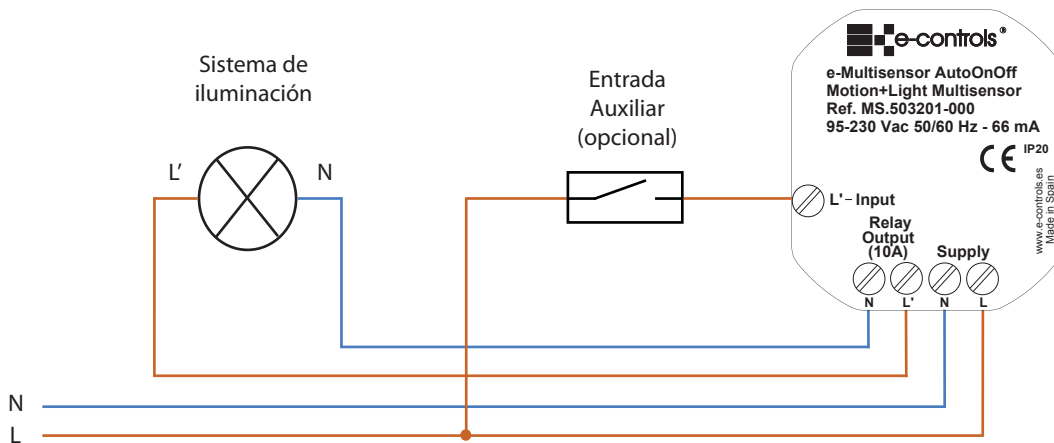 e-controls®
e-Multisensor AutoOnOff
Motion+Light Multisensor
Ref. MS.503201-000
95-230 Vac 50/60 Hz - 66 mA
IP20
CE
www.e-controls.es
Made in Spain
Sistema de
iluminación
L’
N
Entrada
Auxiliar
(opcional)
L' – Input
Relay
Output
(10A)
Supply
N
L'
N
L
N
L